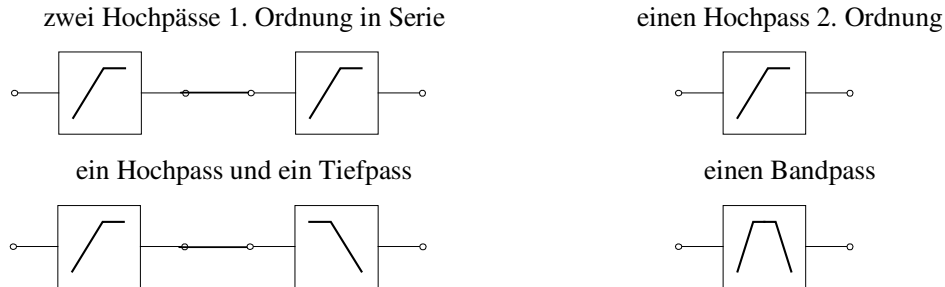 zwei Hochpässe 1. Ordnung in Serie
einen Hochpass 2. Ordnung
ein Hochpass und ein Tiefpass
einen Bandpass